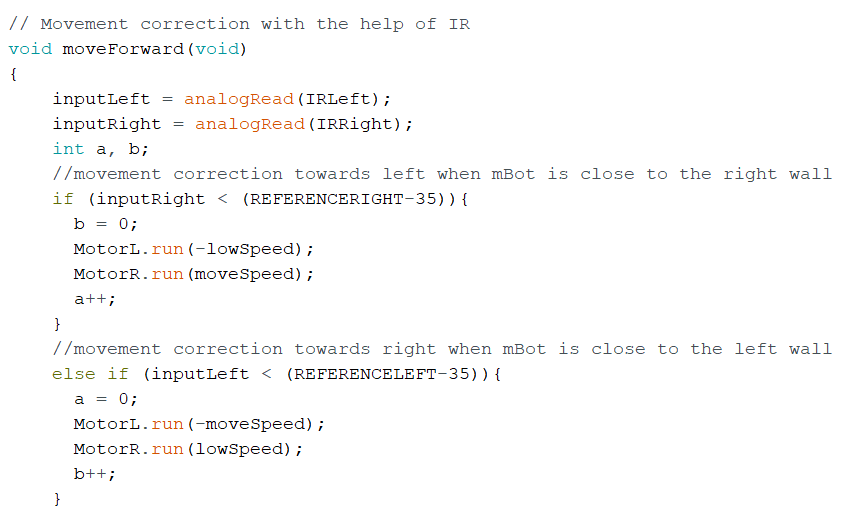 // Movement correction with the help of IR
void moveForward(void)
{
    inputLeft = analogRead(IRLeft);
    inputRight = analogRead(IRRight);
    int a, b;
    //movement correction towards left when mBot is close to the right wall
    if (inputRight < (REFERENCERIGHT-35)){
      b = 0;
      MotorL.run(-lowSpeed);
      MotorR.run(moveSpeed);
      a++;
    }
    //movement correction towards right when mBot is close to the left wall
    else if (inputLeft < (REFERENCELEFT-35)){
      a = 0;
      MotorL.run(-moveSpeed);
      MotorR.run(lowSpeed);
      b++;
    }